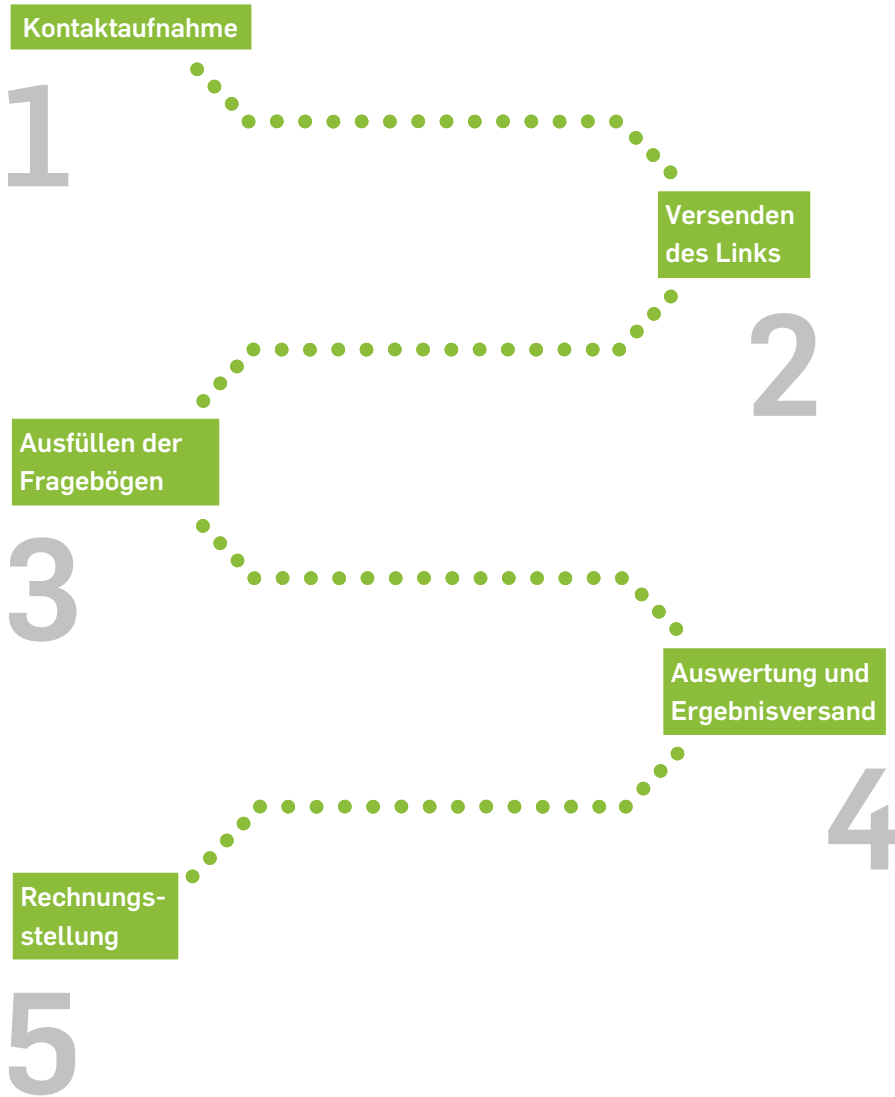 Kontaktaufnahme
1
Versenden
des Links
2
Ausfüllen der
Fragebögen
3
Auswertung und
Ergebnisversand
4
Rechnungs-
stellung
5